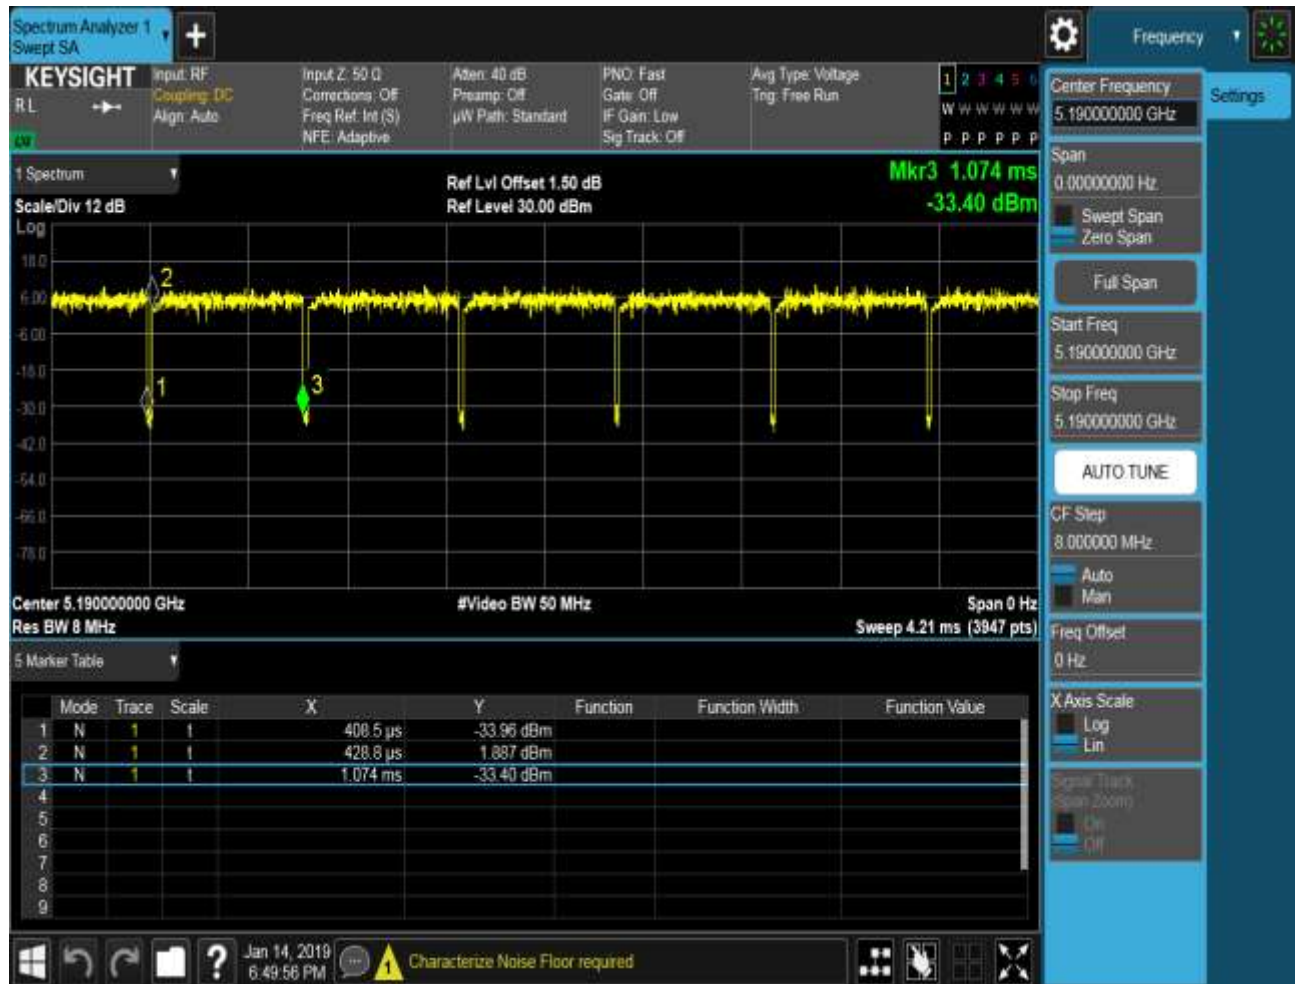 Spectrum Analyzer 1
Swept SA
+
Frequency
KEYSIGHT
RL
Input: RF
Coupling: DC
Align: Auto
Input Z: 50 Ω
Corrections: Off
Freq Ref: Int (S)
NFE: Adaptive
Atten: 40 dB
Preamp: Off
µW Path: Standard
PNO: Fast
Gate: Off
IF Gain: Low
Sig Track: Off
Avg Type: Voltage
Trig: Free Run
1 2 3 4 5 6
W W W W W W
P P P P P P
1 Spectrum
Scale/Div 12 dB
Ref Lvl Offset 1.50 dB
Ref Level 30.00 dBm
Mkr3 1.074 ms
-33.40 dBm
Log
18.0
6.00
-6.00
-18.0
-30.0
-42.0
-54.0
-66.0
-78.0
2
1
3
Center 5.190000000 GHz
#Video BW 50 MHz
Span 0 Hz
Res BW 8 MHz
Sweep 4.21 ms (3947 pts)
5 Marker Table
Mode Trace Scale X Y Function Function Width Function Value
1 N 1 t 408.5 µs -33.96 dBm
2 N 1 t 428.8 µs 1.887 dBm
3 N 1 t 1.074 ms -33.40 dBm
4
5
6
7
8
9
Jan 14, 2019
6:49:56 PM
?
1
Characterize Noise Floor required
Center Frequency
5.190000000 GHz
Settings
Span
0.00000000 Hz
Swept Span
Zero Span
Full Span
Start Freq
5.190000000 GHz
Stop Freq
5.190000000 GHz
AUTO TUNE
CF Step
8.000000 MHz
Auto
Man
Freq Offset
0 Hz
X Axis Scale
Log
Lin
Signal Track
(Span Zoom)
On
Off